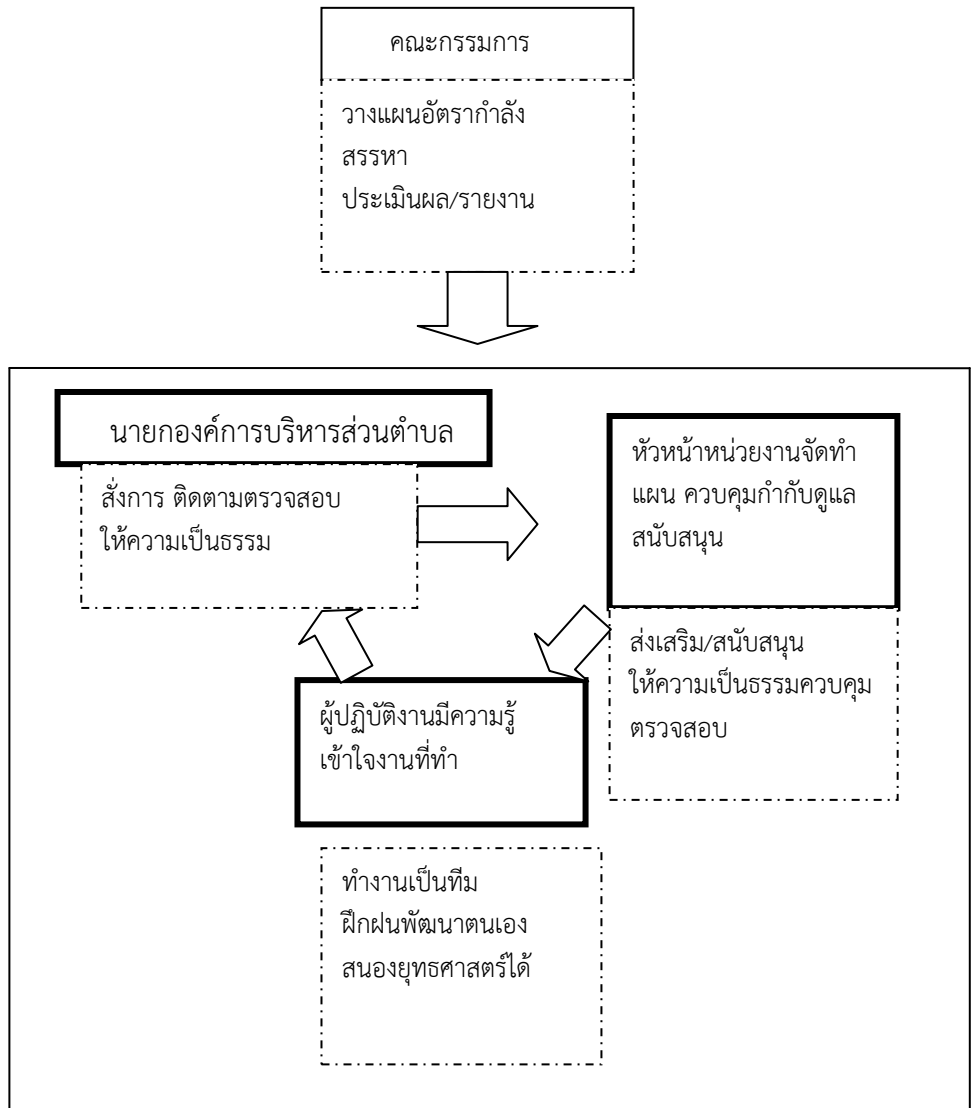 คณะกรรมการ
วางแผนอัตรากำลัง
สรรหา
ประเมินผล/รายงาน
นายกองค์การบริหารส่วนตำบล
สั่งการ ติดตามตรวจสอบ
ให้ความเป็นธรรม
หัวหน้าหน่วยงานจัดทำ
แผน ควบคุมกำกับดูแล
สนับสนุน
ส่งเสริม/สนับสนุน
ให้ความเป็นธรรมควบคุม
ตรวจสอบ
ผู้ปฏิบัติงานมีความรู้
เข้าใจงานที่ทำ
ทำงานเป็นทีม
ฝึกฝนพัฒนาตนเอง
สนองยุทธศาสตร์ได้